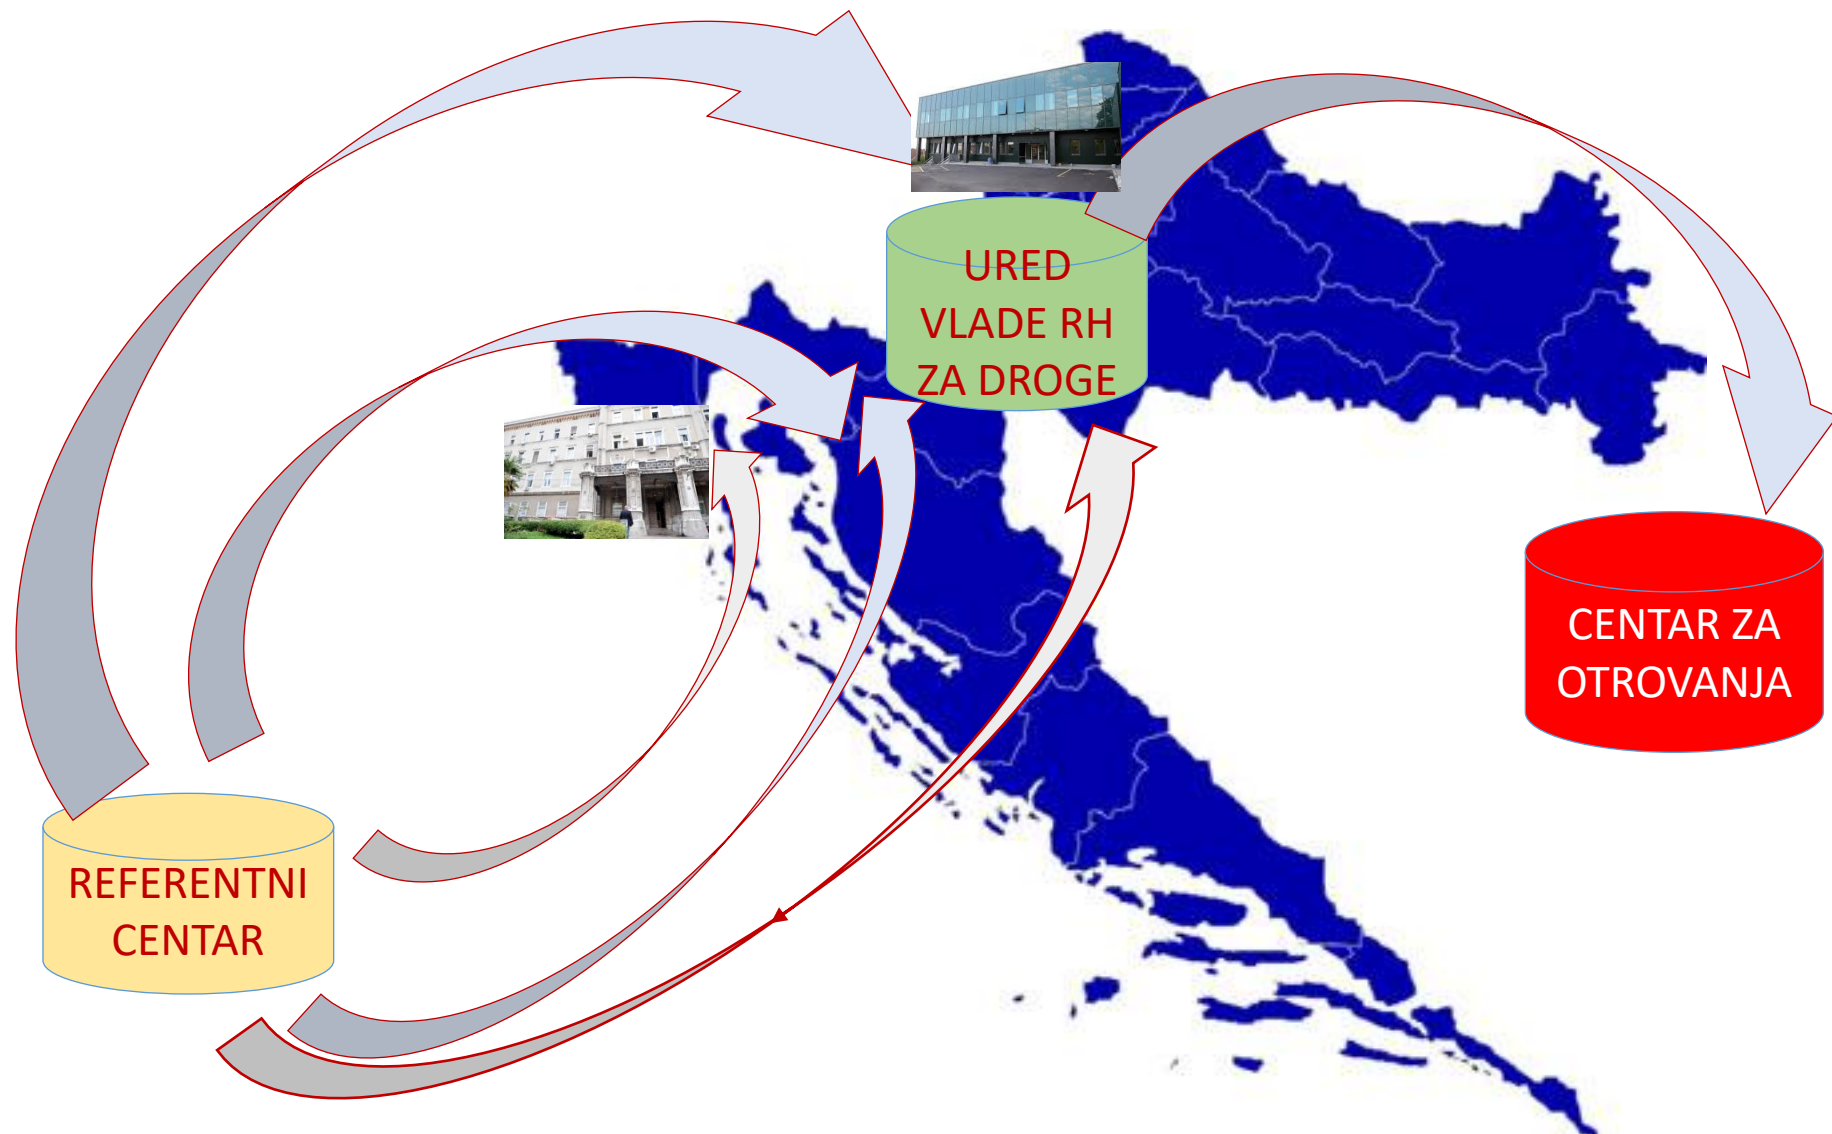 URED
VLADE RH
ZA DROGE
CENTAR ZA
OTROVANJA
REFERENTNI
CENTAR